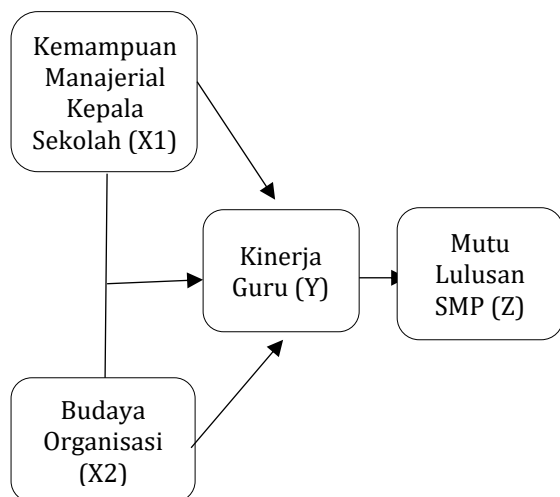 Kemampuan
Manajerial
Kepala
Sekolah (X1)
Kinerja
Guru (Y)
Mutu
Lulusan
SMP (Z)
Budaya
Organisasi
(X2)